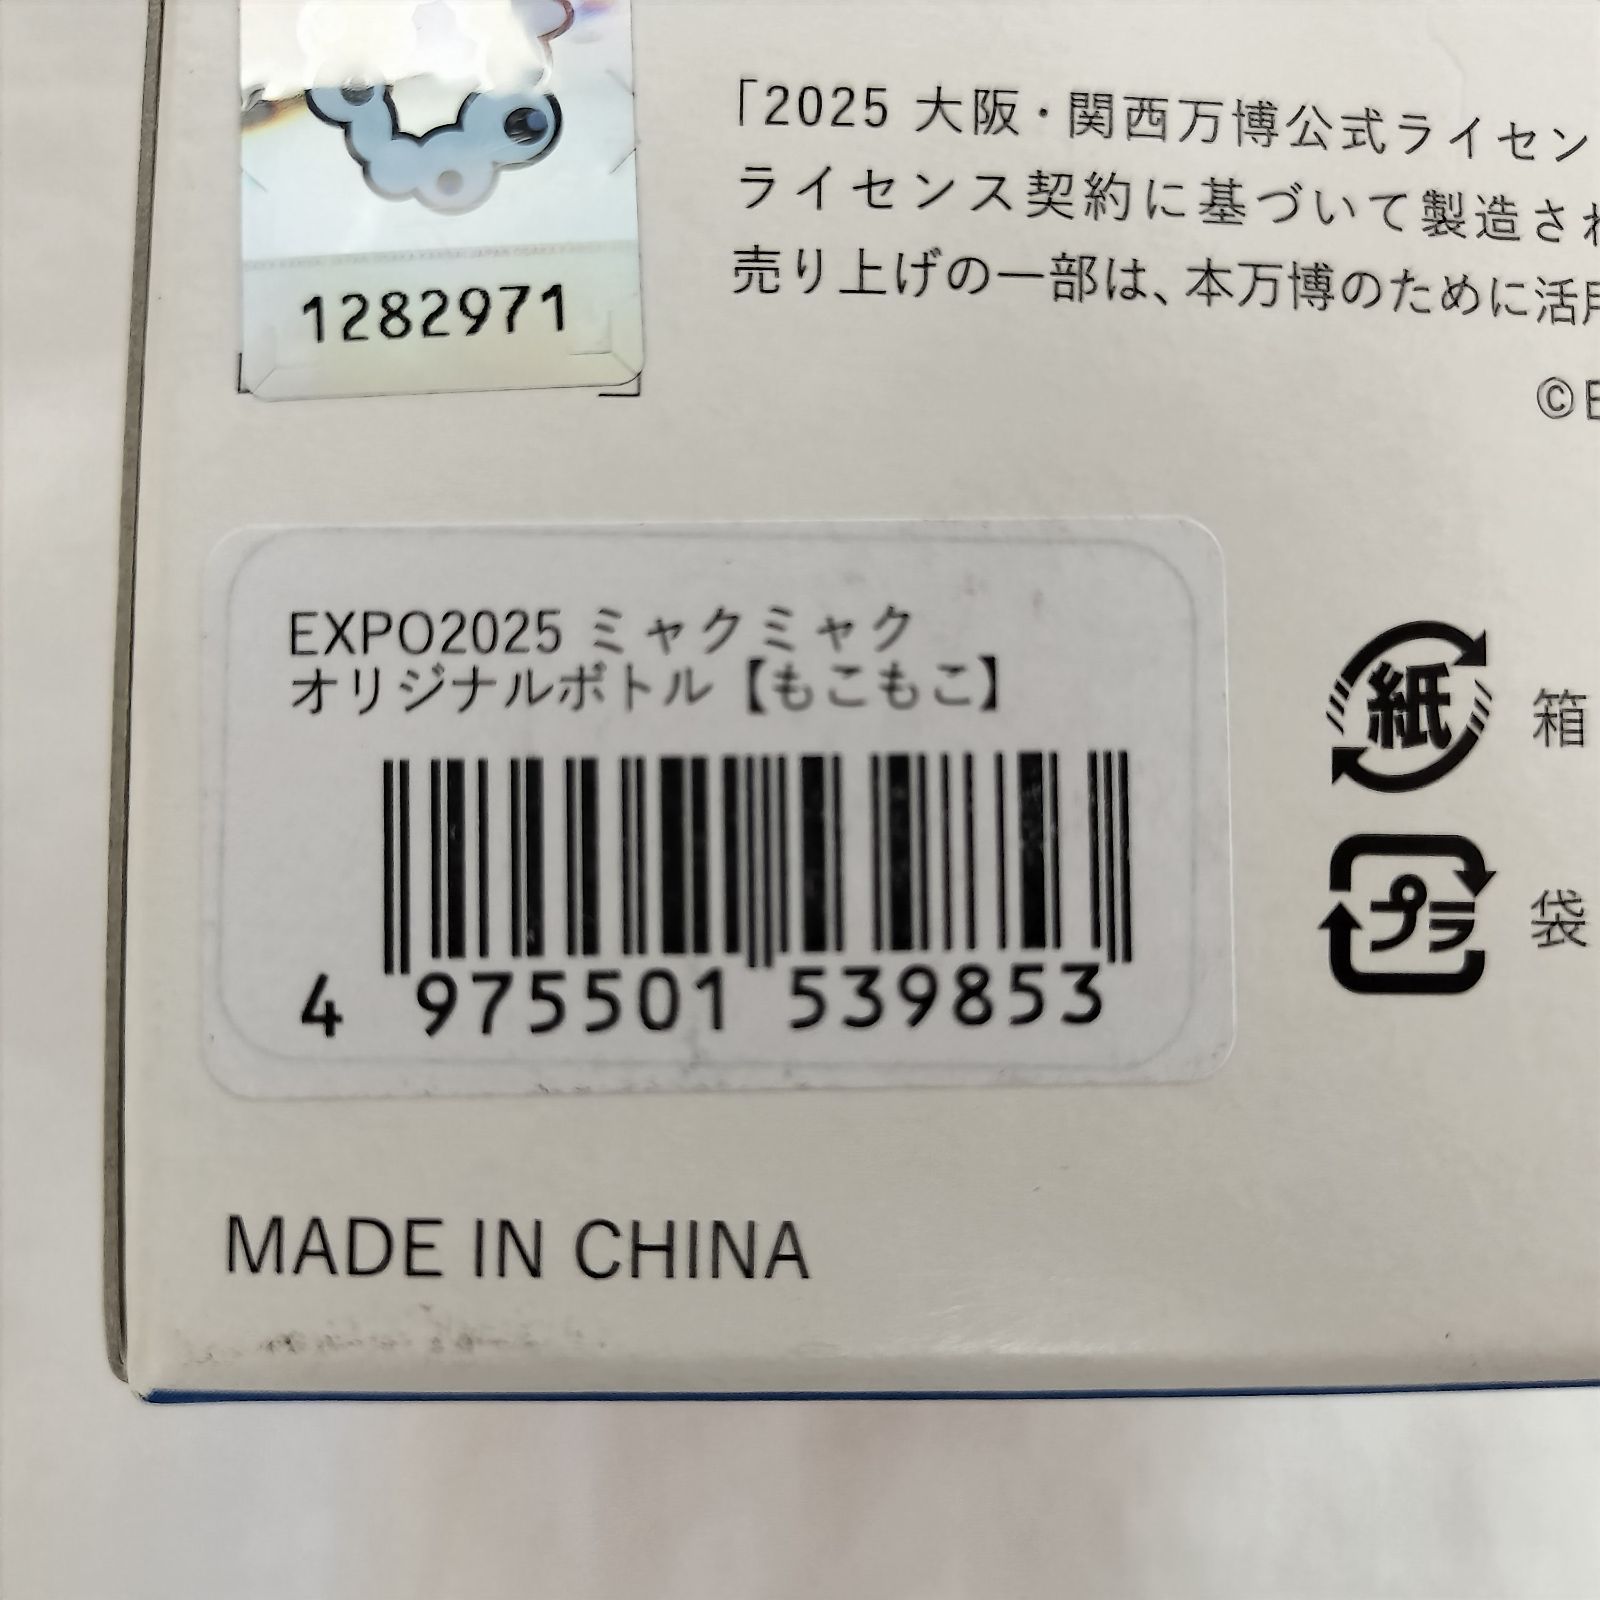 「2025 大阪・関西万博公式ライセン
ライセンス契約に基づいて製造され
売り上げの一部は、本万博のために活用
©E
1282971
EXPO2025 ミャクミャク
オリジナルボトル【もこもこ】
4 975501 539853
紙 箱
プラ 袋
MADE IN CHINA